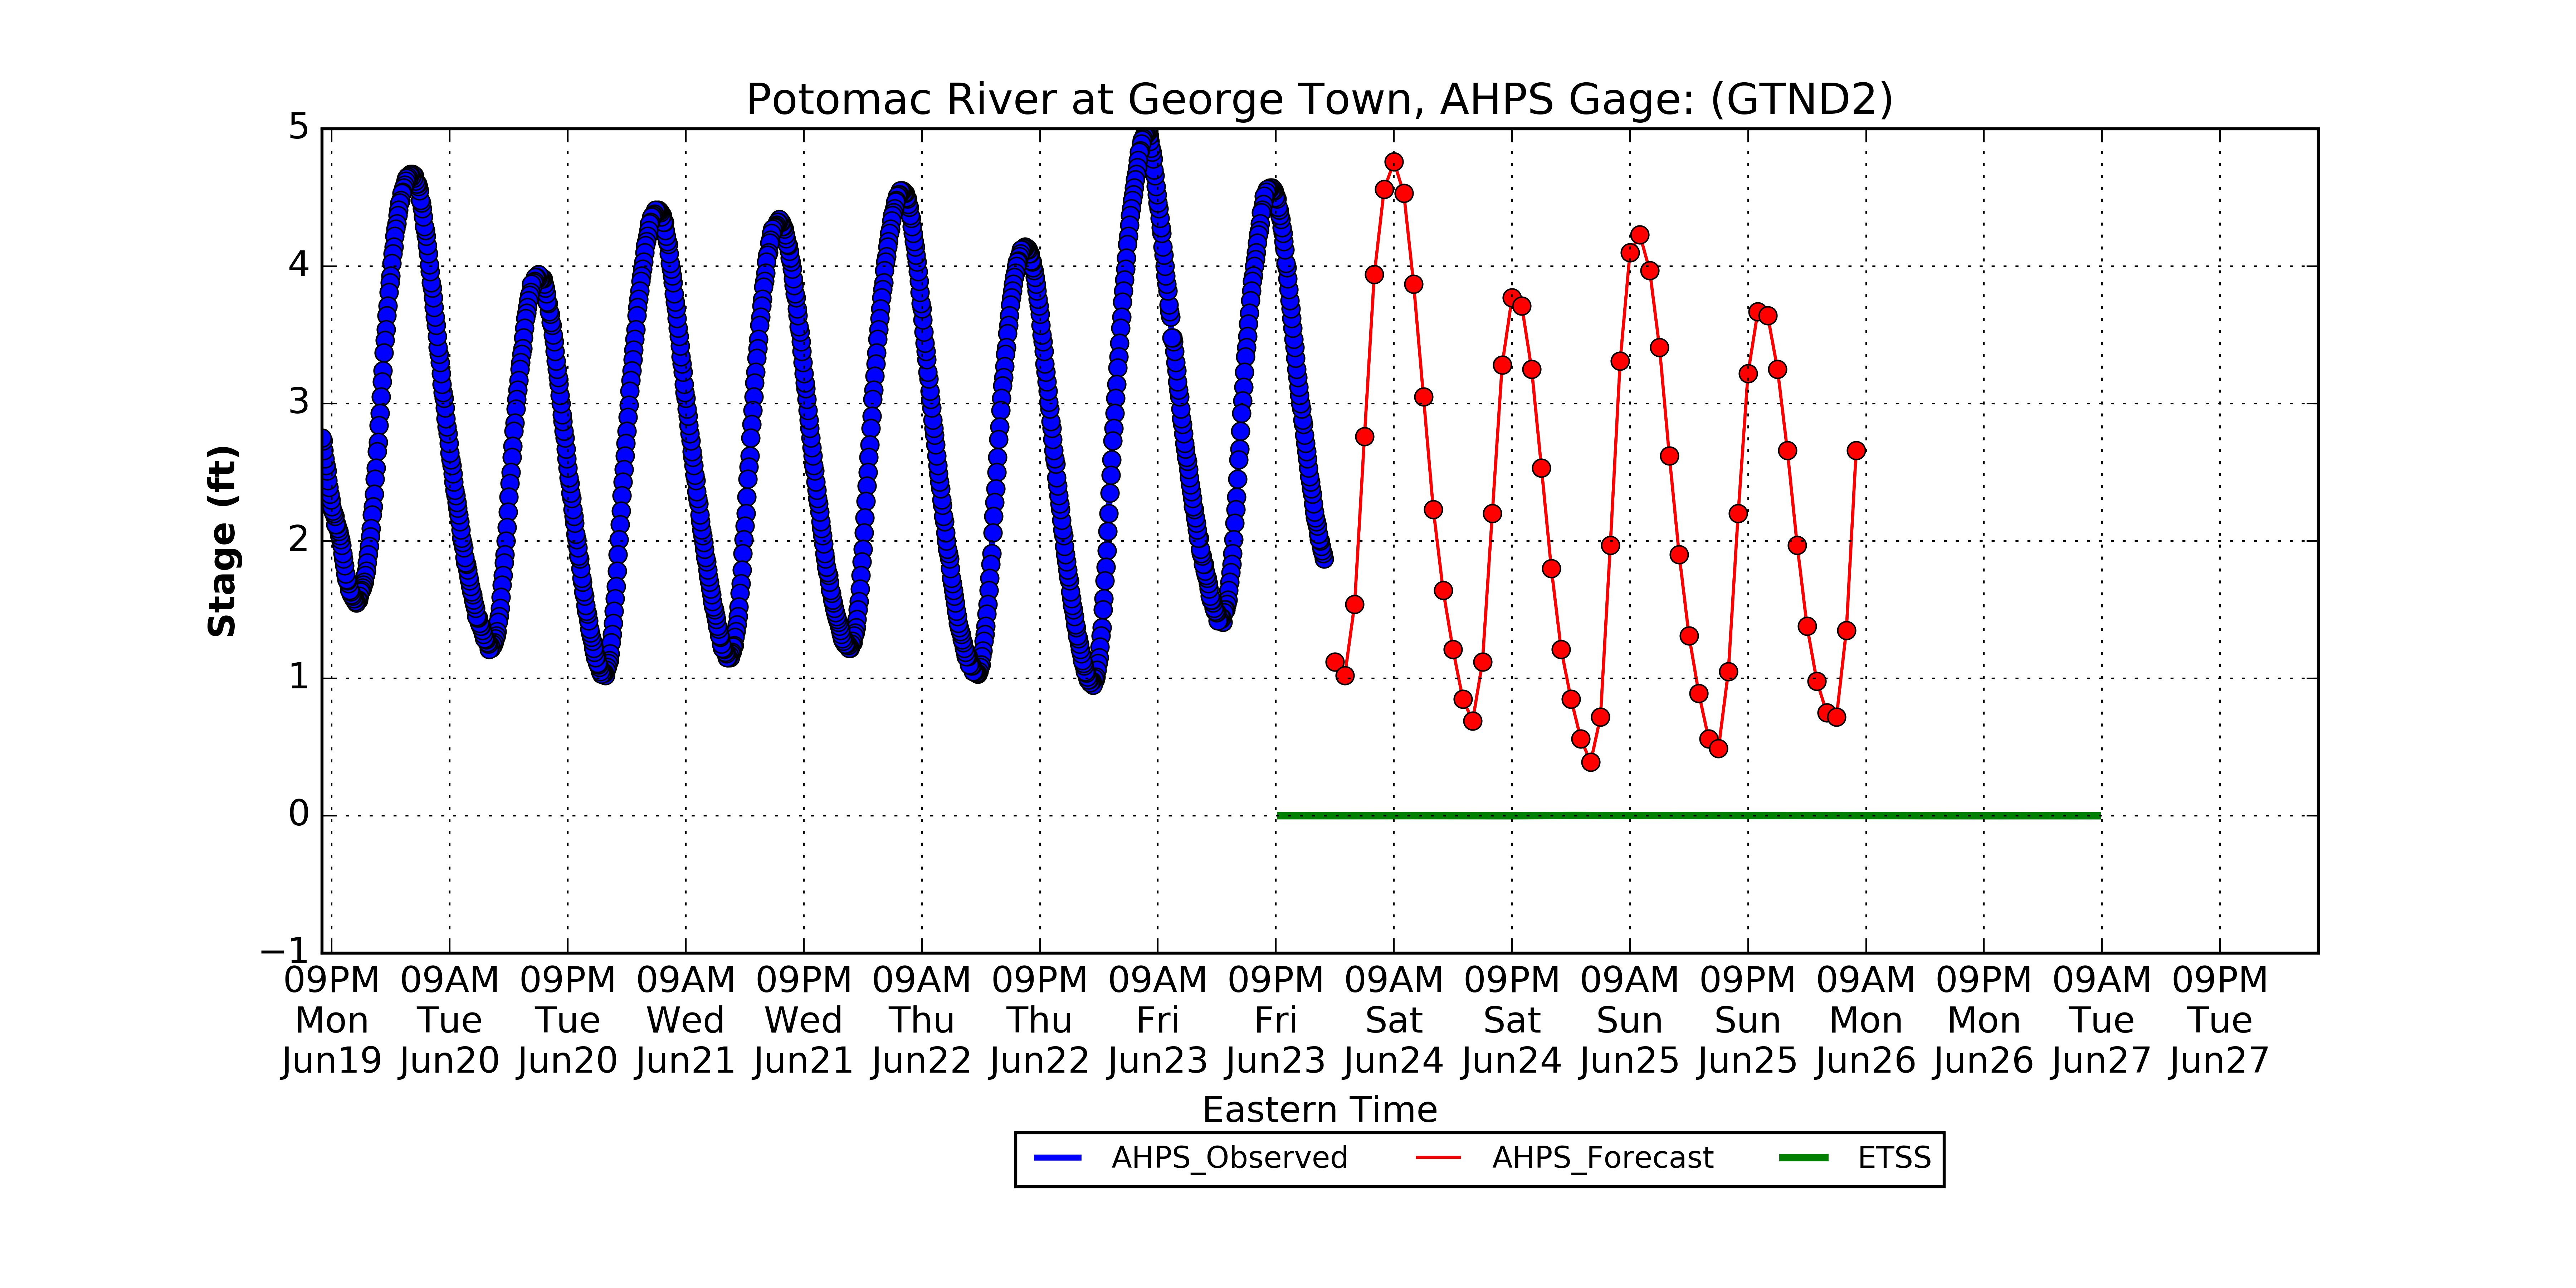 Potomac River at George Town, AHPS Gage: (GTND2)
Stage (ft)
5
4
3
2
1
0
−1
09PM 09AM 09PM 09AM 09PM 09AM 09PM 09AM 09PM 09AM 09PM 09AM 09PM 09AM 09PM 09AM 09PM
Mon Tue Tue Wed Wed Thu Thu Fri Fri Sat Sat Sun Sun Mon Mon Tue Tue
Jun19 Jun20 Jun20 Jun21 Jun21 Jun22 Jun22 Jun23 Jun23 Jun24 Jun24 Jun25 Jun25 Jun26 Jun26 Jun27 Jun27
Eastern Time
AHPS_Observed AHPS_Forecast ETSS